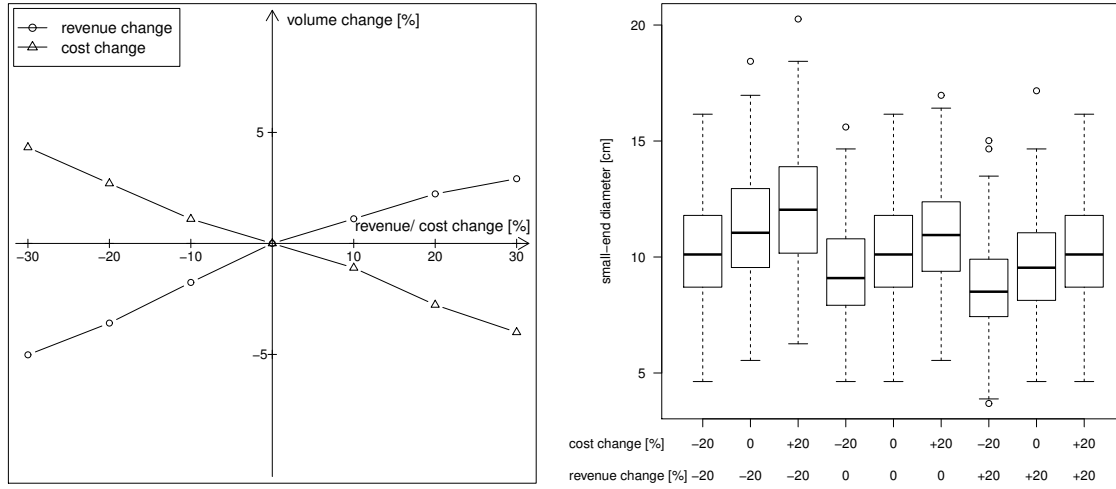 volume change [%]
revenue change
cost change
5
revenue/ cost change [%]
−30 −20 −10 0 10 20 30
−5
small−end diameter [cm]
20
15
10
5
cost change [%] −20 0 +20 −20 0 +20 −20 0 +20
revenue change [%] −20 −20 −20 0 0 0 +20 +20 +20